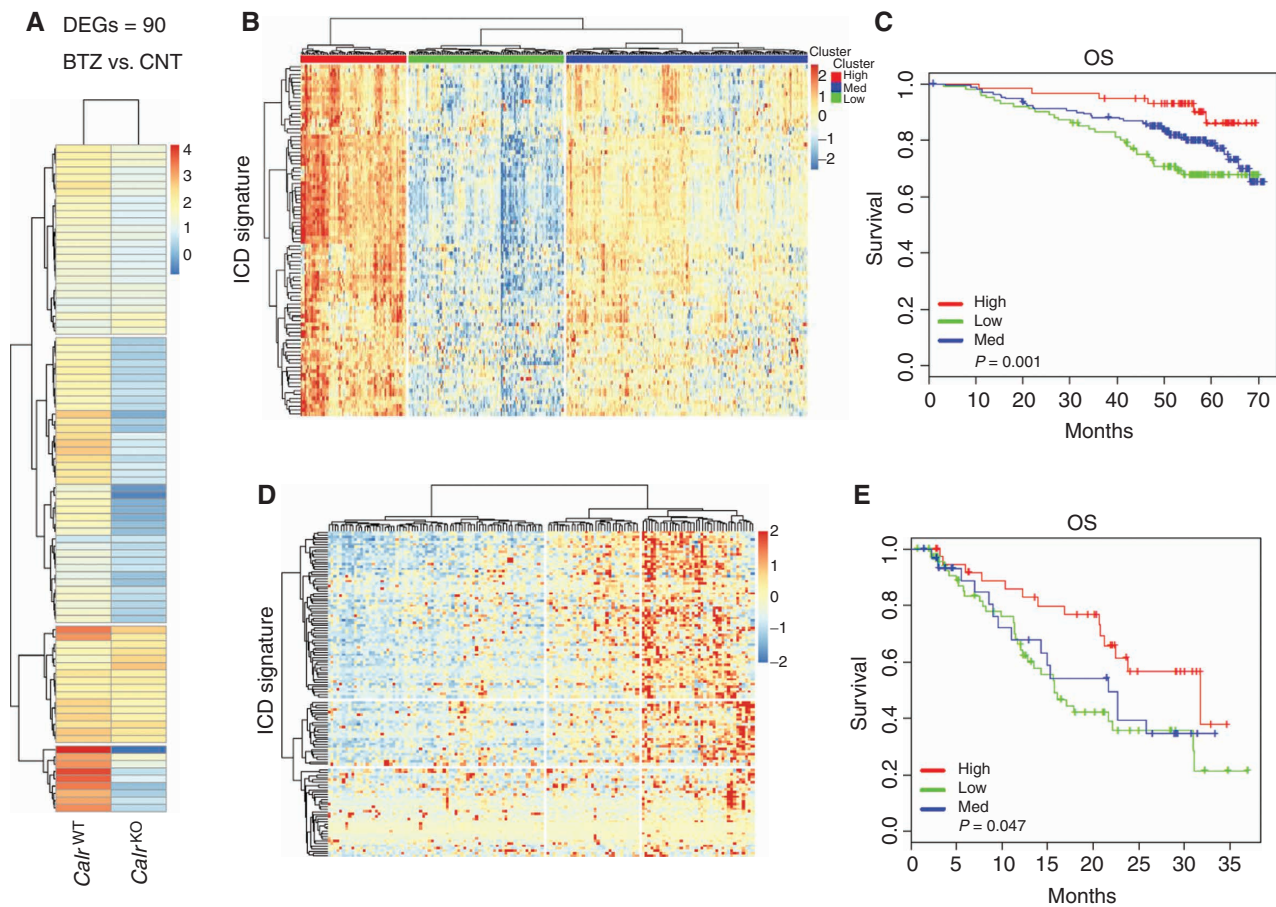 A DEGs = 90
BTZ vs. CNT
4
3
2
1
0
Calr^WT
Calr^KO
B
ICD signature
Cluster
2
1
0
−1
−2
Cluster
High
Med
Low
C
OS
Survival
1.0
0.8
0.6
0.4
0.2
0.0
High
Low
Med
P = 0.001
0 10 20 30 40 50 60 70
Months
D
ICD signature
2
1
0
−1
−2
E
OS
Survival
1.0
0.8
0.6
0.4
0.2
0.0
High
Low
Med
P = 0.047
0 5 10 15 20 25 30 35
Months